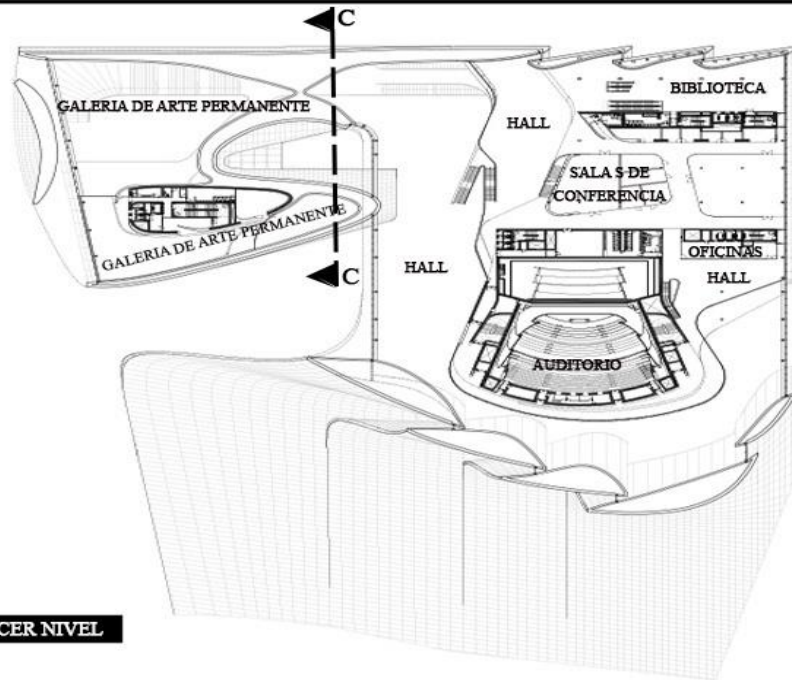 C
GALERIA DE ARTE PERMANENTE
BIBLIOTECA
HALL
SALA S DE
CONFERENCIA
GALERIA DE ARTE PERMANENTE
OFICINAS
HALL
HALL
C
AUDITORIO
CER NIVEL